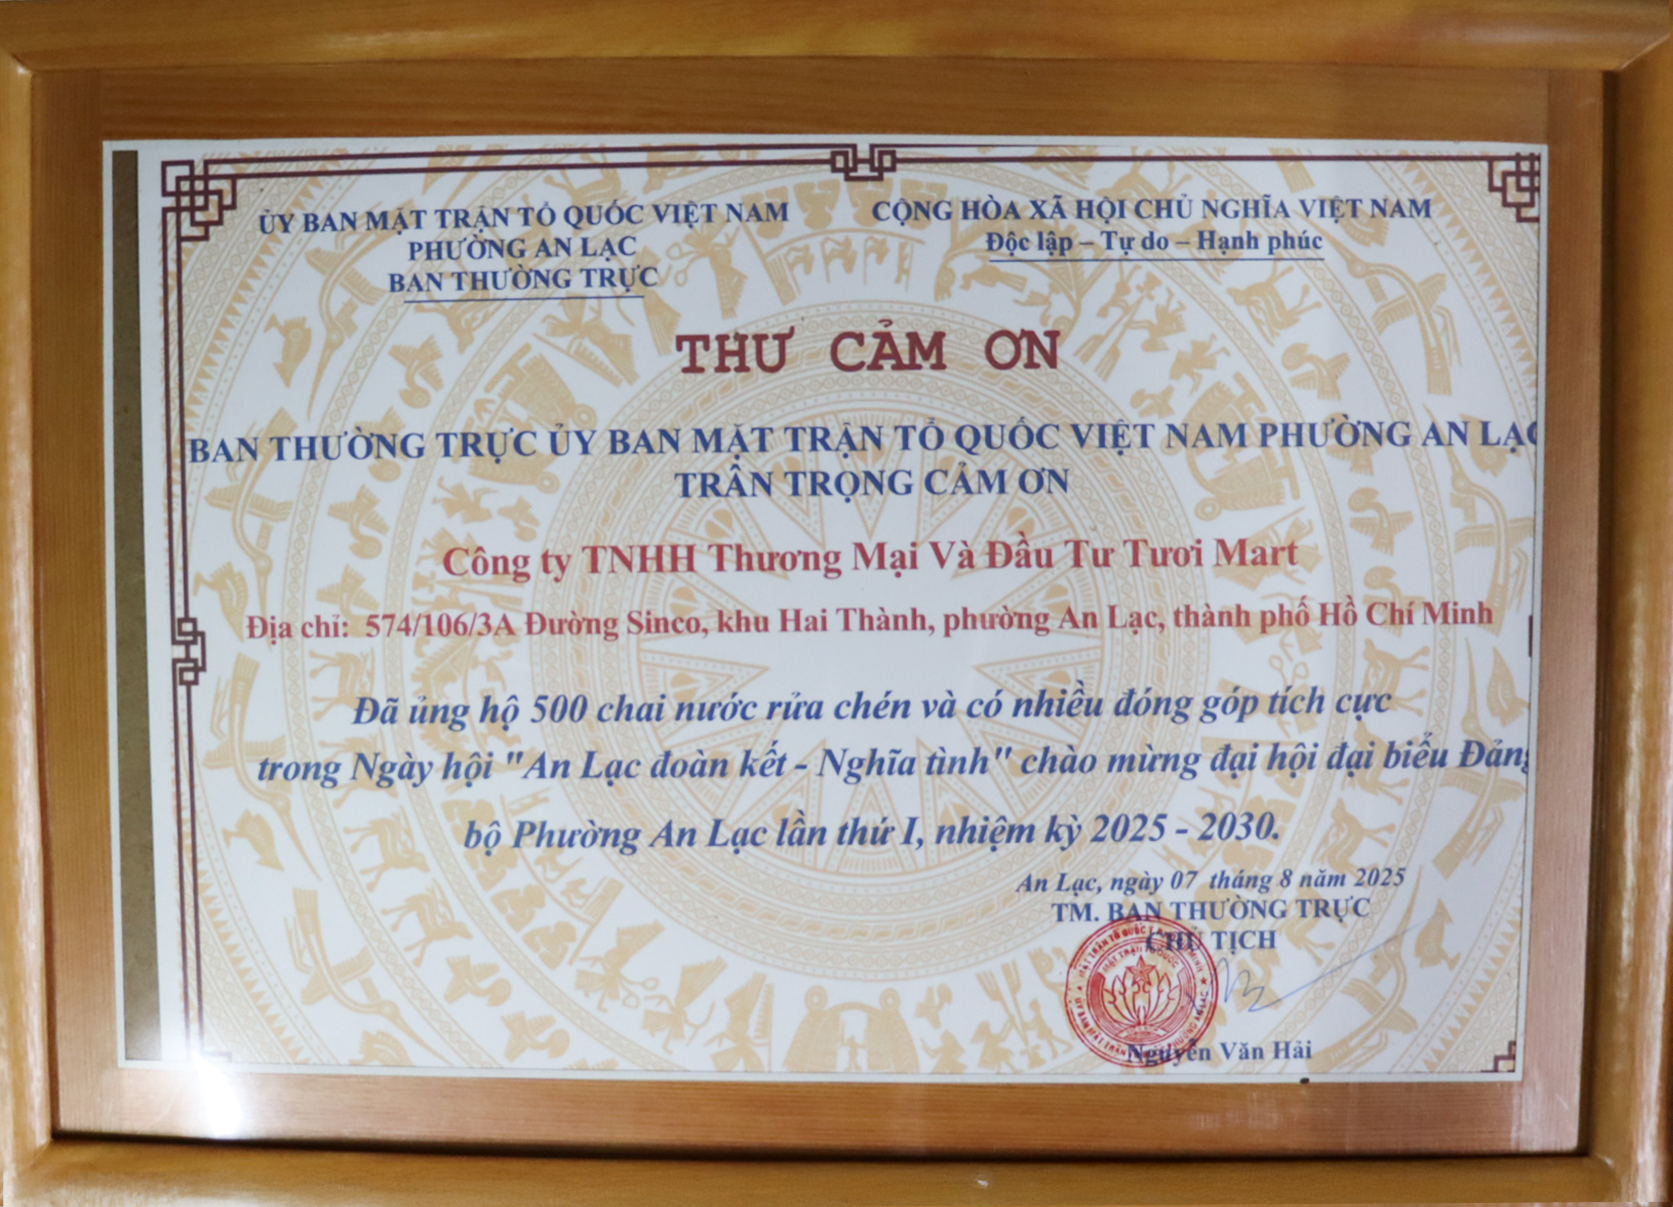 ỦY BAN MẶT TRẬN TỔ QUỐC VIỆT NAM
PHƯỜNG AN LẠC
BAN THƯỜNG TRỰC
CỘNG HÒA XÃ HỘI CHỦ NGHĨA VIỆT NAM
Độc lập – Tự do – Hạnh phúc
THƯ CẢM ƠN
BAN THƯỜNG TRỰC ỦY BAN MẶT TRẬN TỔ QUỐC VIỆT NAM PHƯỜNG AN LẠC
TRÂN TRỌNG CẢM ƠN
Công ty TNHH Thương Mại Và Đầu Tư Tươi Mart
Địa chỉ: 574/106/3A Đường Sinco, khu Hai Thành, phường An Lạc, thành phố Hồ Chí Minh
Đã ủng hộ 500 chai nước rửa chén và có nhiều đóng góp tích cực
trong Ngày hội "An Lạc đoàn kết - Nghĩa tình" chào mừng đại hội đại biểu Đảng
bộ Phường An Lạc lần thứ I, nhiệm kỳ 2025 - 2030.
An Lạc, ngày 07 tháng 8 năm 2025
TM. BAN THƯỜNG TRỰC
CHỦ TỊCH
Nguyễn Văn Hải